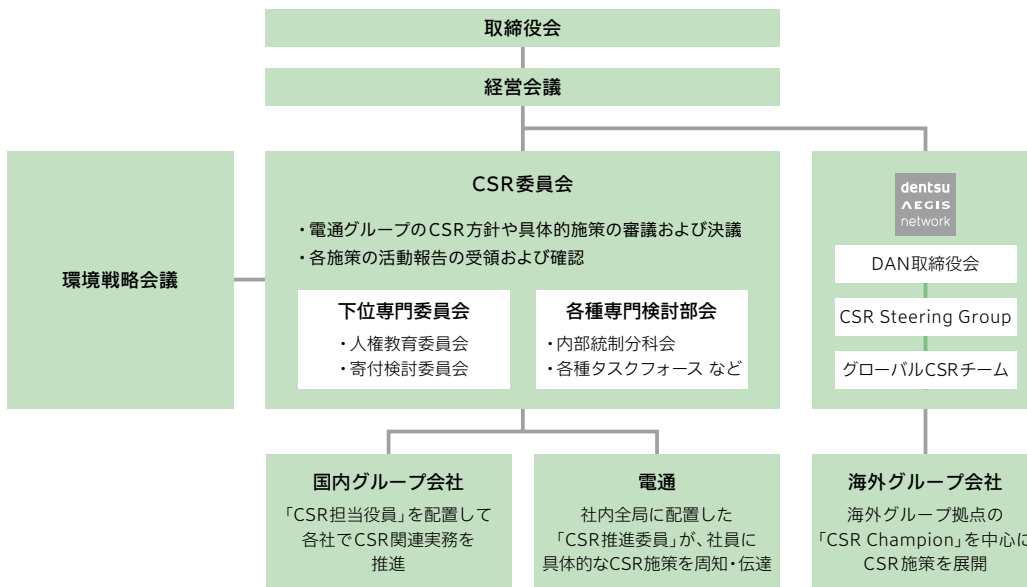 取締役会
経営会議
環境戦略会議
CSR委員会
・電通グループのCSR方針や具体的施策の審議および決議
・各施策の活動報告の受領および確認
下位専門委員会
・人権教育委員会
・寄付検討委員会
各種専門検討部会
・内部統制分科会
・各種タスクフォース など
dentsu
AEGIS
network
DAN取締役会
CSR Steering Group
グローバルCSRチーム
国内グループ会社
「CSR担当役員」を配置して
各社でCSR関連実務を
推進
電通
社内全局に配置した
「CSR推進委員」が、社員に
具体的なCSR施策を周知・伝達
海外グループ会社
海外グループ拠点の
「CSR Champion」を中心に
CSR施策を展開